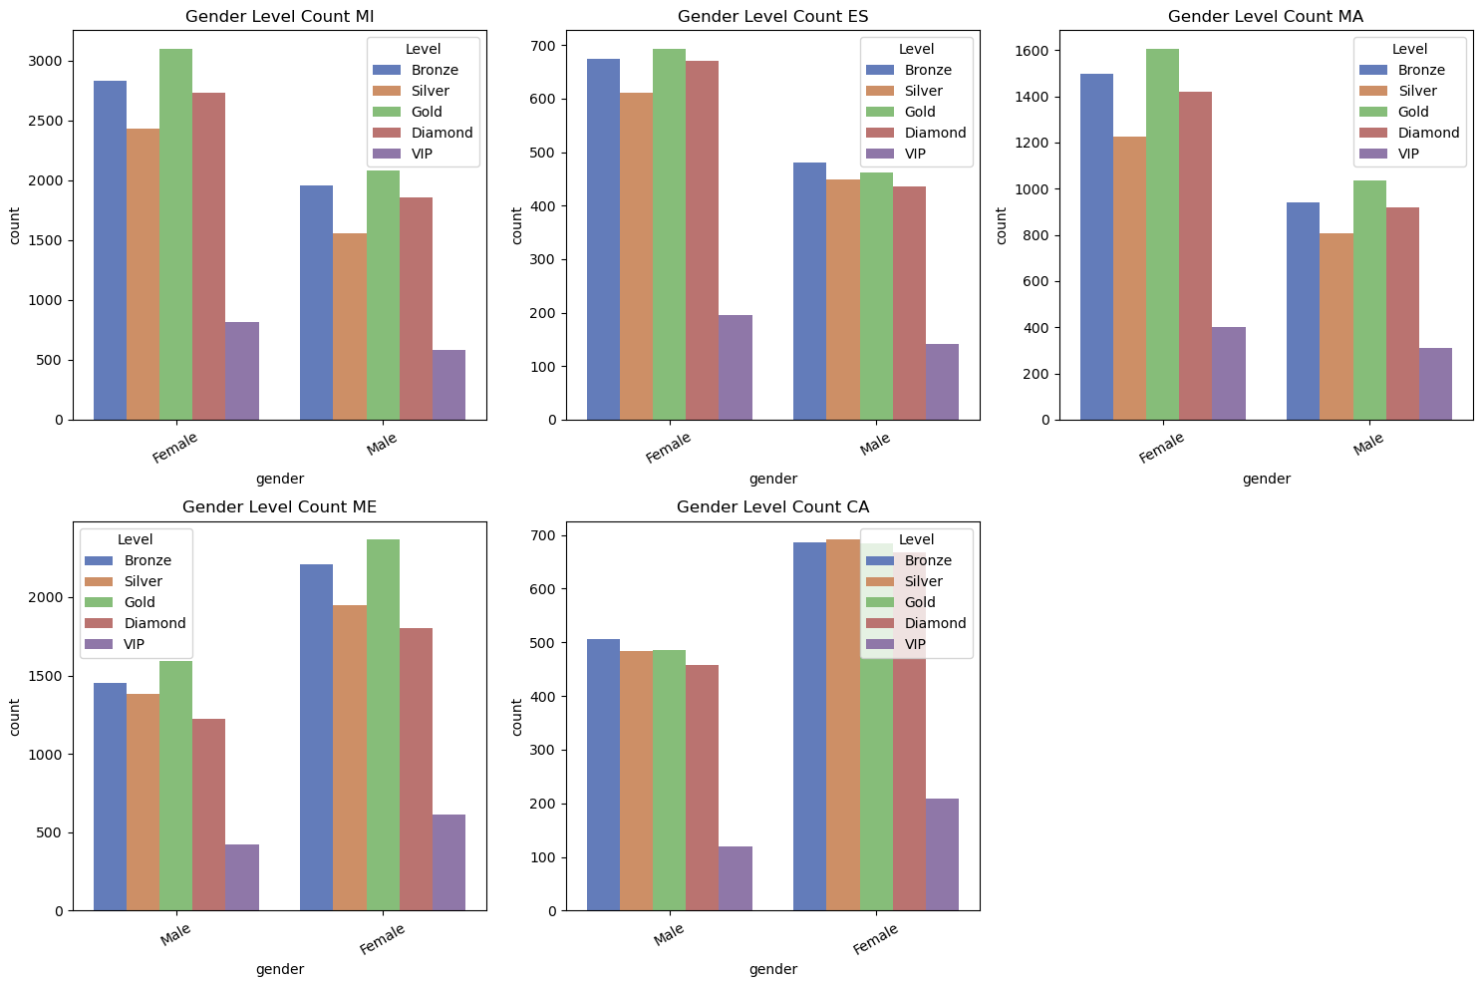 Gender Level Count MI
3000
2500
2000
1500
1000
500
0
count
Level
Bronze
Silver
Gold
Diamond
VIP
Female
Male
gender
Gender Level Count ES
700
600
500
400
300
200
100
0
count
Level
Bronze
Silver
Gold
Diamond
VIP
Female
Male
gender
Gender Level Count MA
1600
1400
1200
1000
800
600
400
200
0
count
Level
Bronze
Silver
Gold
Diamond
VIP
Female
Male
gender
Gender Level Count ME
2000
1500
1000
500
0
count
Level
Bronze
Silver
Gold
Diamond
VIP
Male
Female
gender
Gender Level Count CA
700
600
500
400
300
200
100
0
count
Level
Bronze
Silver
Gold
Diamond
VIP
Male
Female
gender